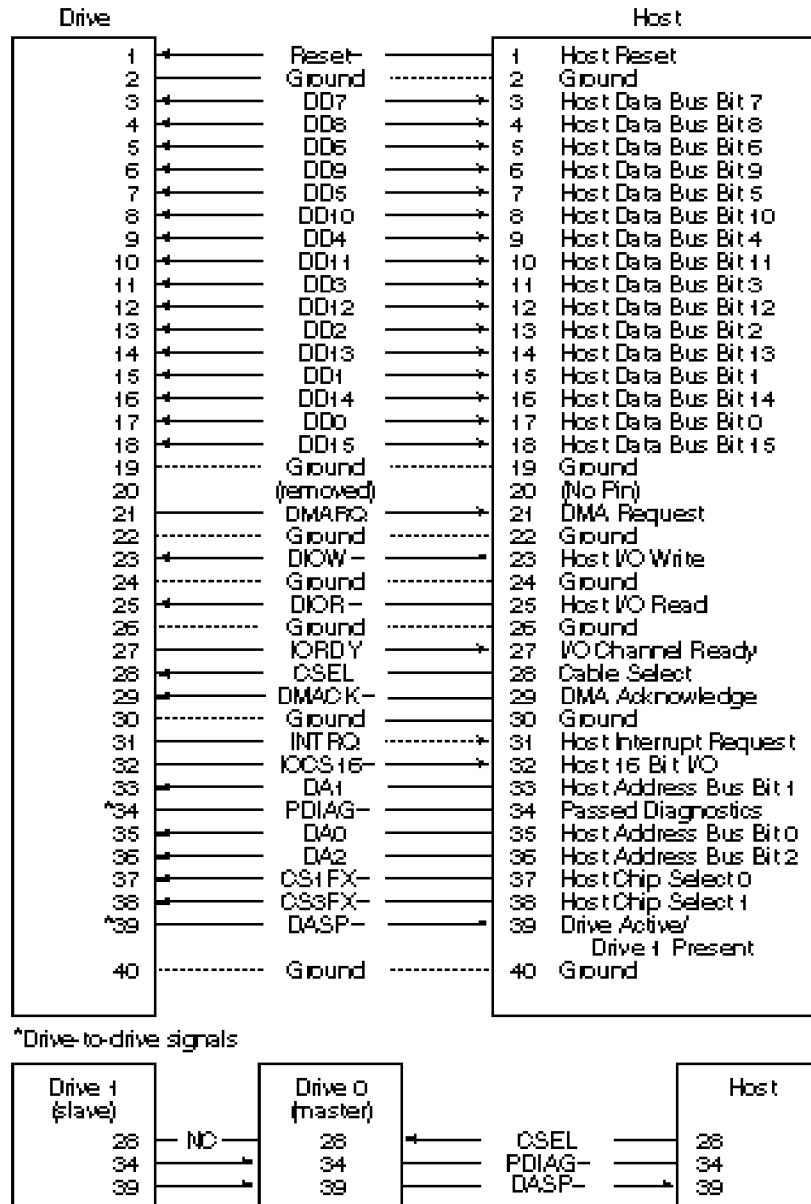 Drive Host
1 Reset- 1 Host Reset
2 Ground 2 Ground
3 DD7 3 Host Data Bus Bit 7
4 DD8 4 Host Data Bus Bit 8
5 DD6 5 Host Data Bus Bit 6
6 DD9 6 Host Data Bus Bit 9
7 DD5 7 Host Data Bus Bit 5
8 DD10 8 Host Data Bus Bit 10
9 DD4 9 Host Data Bus Bit 4
10 DD11 10 Host Data Bus Bit 11
11 DD3 11 Host Data Bus Bit 3
12 DD12 12 Host Data Bus Bit 12
13 DD2 13 Host Data Bus Bit 2
14 DD13 14 Host Data Bus Bit 13
15 DD1 15 Host Data Bus Bit 1
16 DD14 16 Host Data Bus Bit 14
17 DD0 17 Host Data Bus Bit 0
18 DD15 18 Host Data Bus Bit 15
19 Ground 19 Ground
20 (removed) 20 (No Pin)
21 DMARQ 21 DMA Request
22 Ground 22 Ground
23 DIOW- 23 Host I/O Write
24 Ground 24 Ground
25 DIOR- 25 Host I/O Read
26 Ground 26 Ground
27 IORDY 27 I/O Channel Ready
28 CSEL 28 Cable Select
29 DMACK- 29 DMA Acknowledge
30 Ground 30 Ground
31 INTRQ 31 Host Interrupt Request
32 IOCS16- 32 Host 16 Bit I/O
33 DA1 33 Host Address Bus Bit 1
*34 PDIAG- 34 Passed Diagnostics
35 DA0 35 Host Address Bus Bit 0
36 DA2 36 Host Address Bus Bit 2
37 CS1FX- 37 Host Chip Select 0
38 CS3FX- 38 Host Chip Select 1
*39 DASP- 39 Drive Active/
Drive 1 Present
40 Ground 40 Ground
*Drive-to-drive signals
Drive 1 Drive 0 Host
(slave) (master)
28 NC 28 CSEL 28
34 34 PDIAG- 34
39 39 DASP- 39